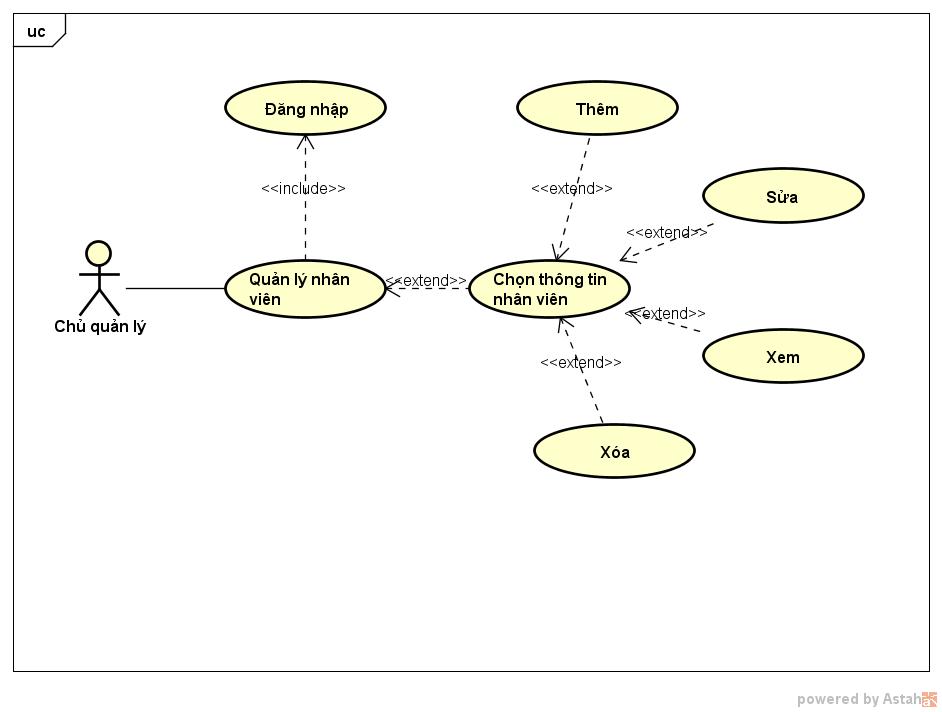 uc
Đăng nhập
Thêm
<<include>>
<<extend>>
Sửa
<<extend>>
Quản lý nhân
viên
<<extend>>
Chọn thông tin
nhân viên
Chủ quản lý
<<extend>>
Xem
<<extend>>
Xóa
powered by Astah